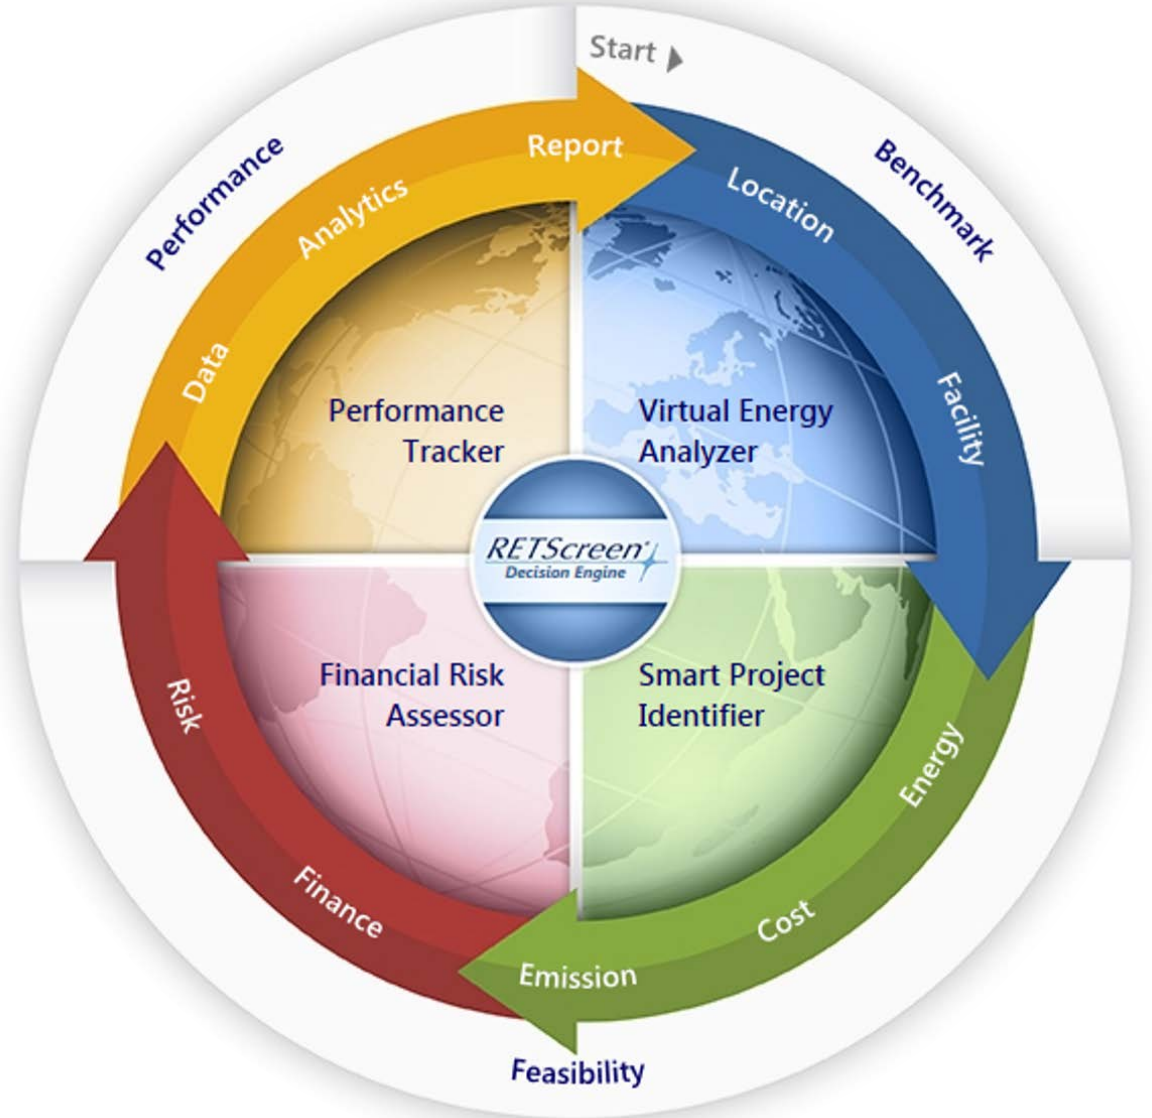 Start
Benchmark
Location
Facility
Energy
Cost
Emission
Feasibility
Finance
Risk
Data
Analytics
Report
Performance
Performance
Tracker
Virtual Energy
Analyzer
RETScreen
Decision Engine
Financial Risk
Assessor
Smart Project
Identifier